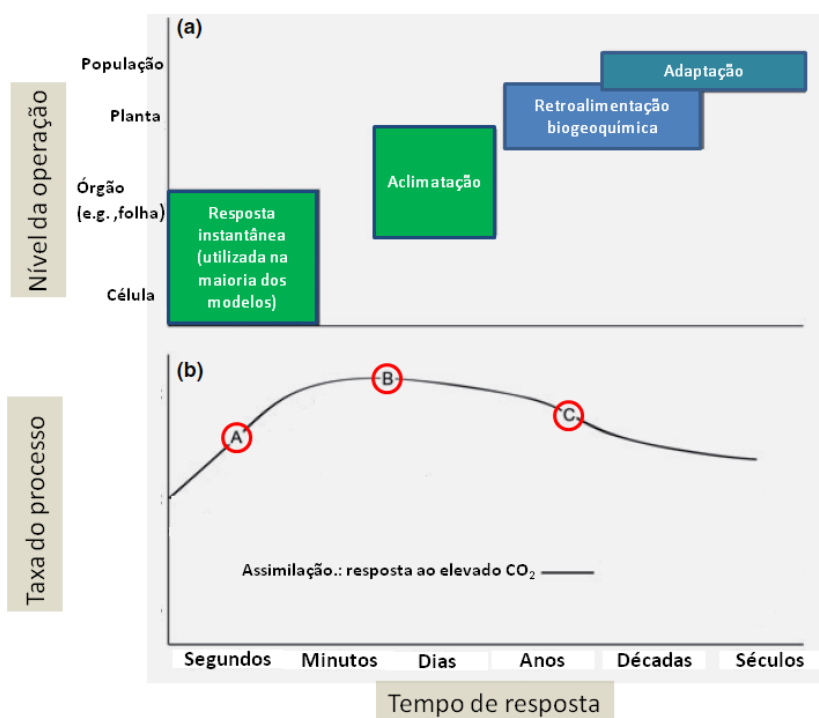 (a)
Nível da operação
População
Planta
Órgão
(e.g. ,folha)
Célula
Adaptação
Retroalimentação
biogeoquímica
Aclimatação
Resposta
instantânea
(utilizada na
maioria dos
modelos)
(b)
Taxa do processo
A
B
C
Assimilação.: resposta ao elevado CO₂
Segundos Minutos Dias Anos Décadas Séculos
Tempo de resposta